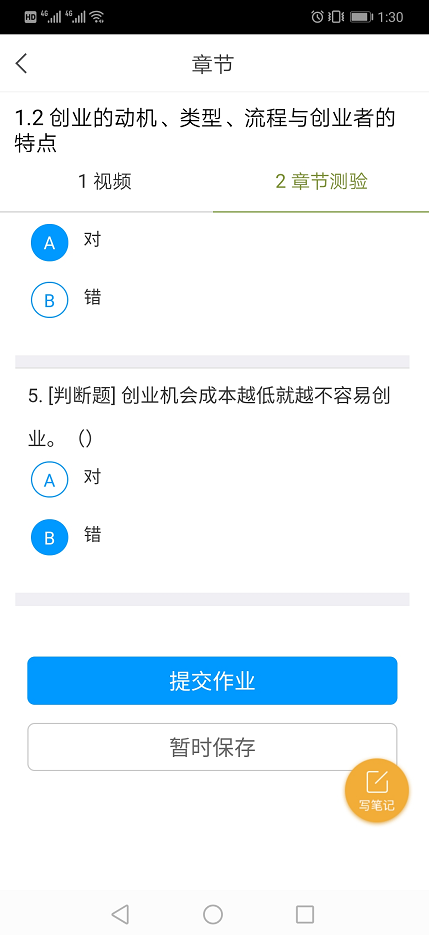 HD 4G 4G 1:30
章节
1.2 创业的动机、类型、流程与创业者的
特点
1 视频 2 章节测验
A 对
B 错
5. [判断题] 创业机会成本越低就越不容易创
业。（）
A 对
B 错
提交作业
暂时保存
写笔记